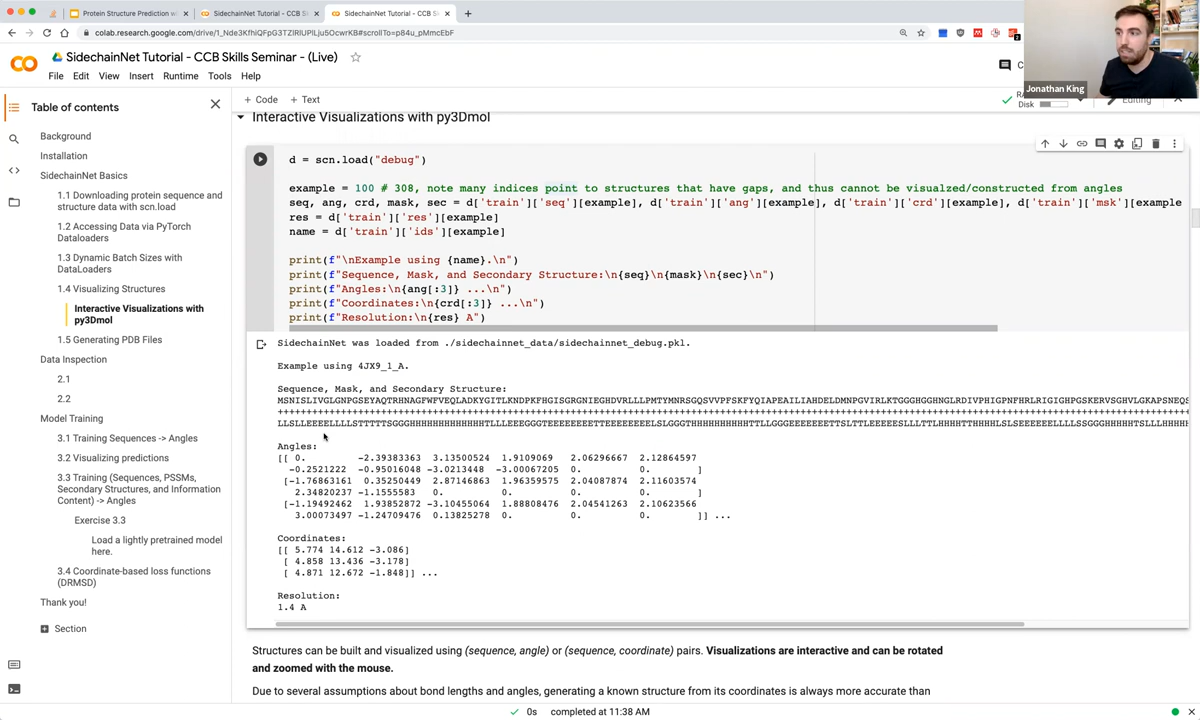 Protein Structure Prediction wi
SidechainNet Tutorial - CCB Sk
SidechainNet Tutorial - CCB Sk
colab.research.google.com/drive/1_Nde3KfhiQFpG3TZIRIUPlLju5OcwrKB#scrollTo=p84u_pMmcEbF
SidechainNet Tutorial - CCB Skills Seminar - (Live)
File Edit View Insert Runtime Tools Help
Jonathan King
Table of contents
+ Code + Text
Disk
Editing
Background
Installation
SidechainNet Basics
1.1 Downloading protein sequence and
structure data with scn.load
1.2 Accessing Data via PyTorch
Dataloaders
1.3 Dynamic Batch Sizes with
DataLoaders
1.4 Visualizing Structures
Interactive Visualizations with
py3Dmol
1.5 Generating PDB Files
Data Inspection
2.1
2.2
Model Training
3.1 Training Sequences -> Angles
3.2 Visualizing predictions
3.3 Training (Sequences, PSSMs,
Secondary Structures, and Information
Content) -> Angles
Exercise 3.3
Load a lightly pretrained model
here.
3.4 Coordinate-based loss functions
(DRMSD)
Thank you!
Section
Interactive Visualizations with py3Dmol
d = scn.load("debug")
example = 100 # 308, note many indices point to structures that have gaps, and thus cannot be visualzed/constructed from angles
seq, ang, crd, mask, sec = d['train']['seq'][example], d['train']['ang'][example], d['train']['crd'][example], d['train']['msk'][example
res = d['train']['res'][example]
name = d['train']['ids'][example]
print(f"\nExample using {name}.\n")
print(f"Sequence, Mask, and Secondary Structure:\n{seq}\n{mask}\n{sec}\n")
print(f"Angles:\n{ang[:3]} ...\n")
print(f"Coordinates:\n{crd[:3]} ...\n")
print(f"Resolution:\n{res} A")
SidechainNet was loaded from ./sidechainnet_data/sidechainnet_debug.pkl.
Example using 4JX9_1_A.
Sequence, Mask, and Secondary Structure:
Angles:
[[ 0. -2.39383363 3.13500524 1.9109069 2.06296667 2.12864597
-0.2521222 -0.95016048 -3.0213448 -3.00067205 0. 0. ]
[-1.76863161 0.35250449 2.87146863 1.96359575 2.04087874 2.11603574
2.34820237 -1.1555583 0. 0. 0. 0. ]
[-1.19492462 1.93852872 -3.10455064 1.88808476 2.04541263 2.10623566
3.00073497 -1.24709476 0.13825278 0. 0. 0. ]] ...
Coordinates:
[[ 5.774 14.612 -3.086]
[ 4.858 13.436 -3.178]
[ 4.871 12.672 -1.848]] ...
Resolution:
1.4 A
Structures can be built and visualized using (sequence, angle) or (sequence, coordinate) pairs. Visualizations are interactive and can be rotated
and zoomed with the mouse.
Due to several assumptions about bond lengths and angles, generating a known structure from its coordinates is always more accurate than
0s completed at 11:38 AM